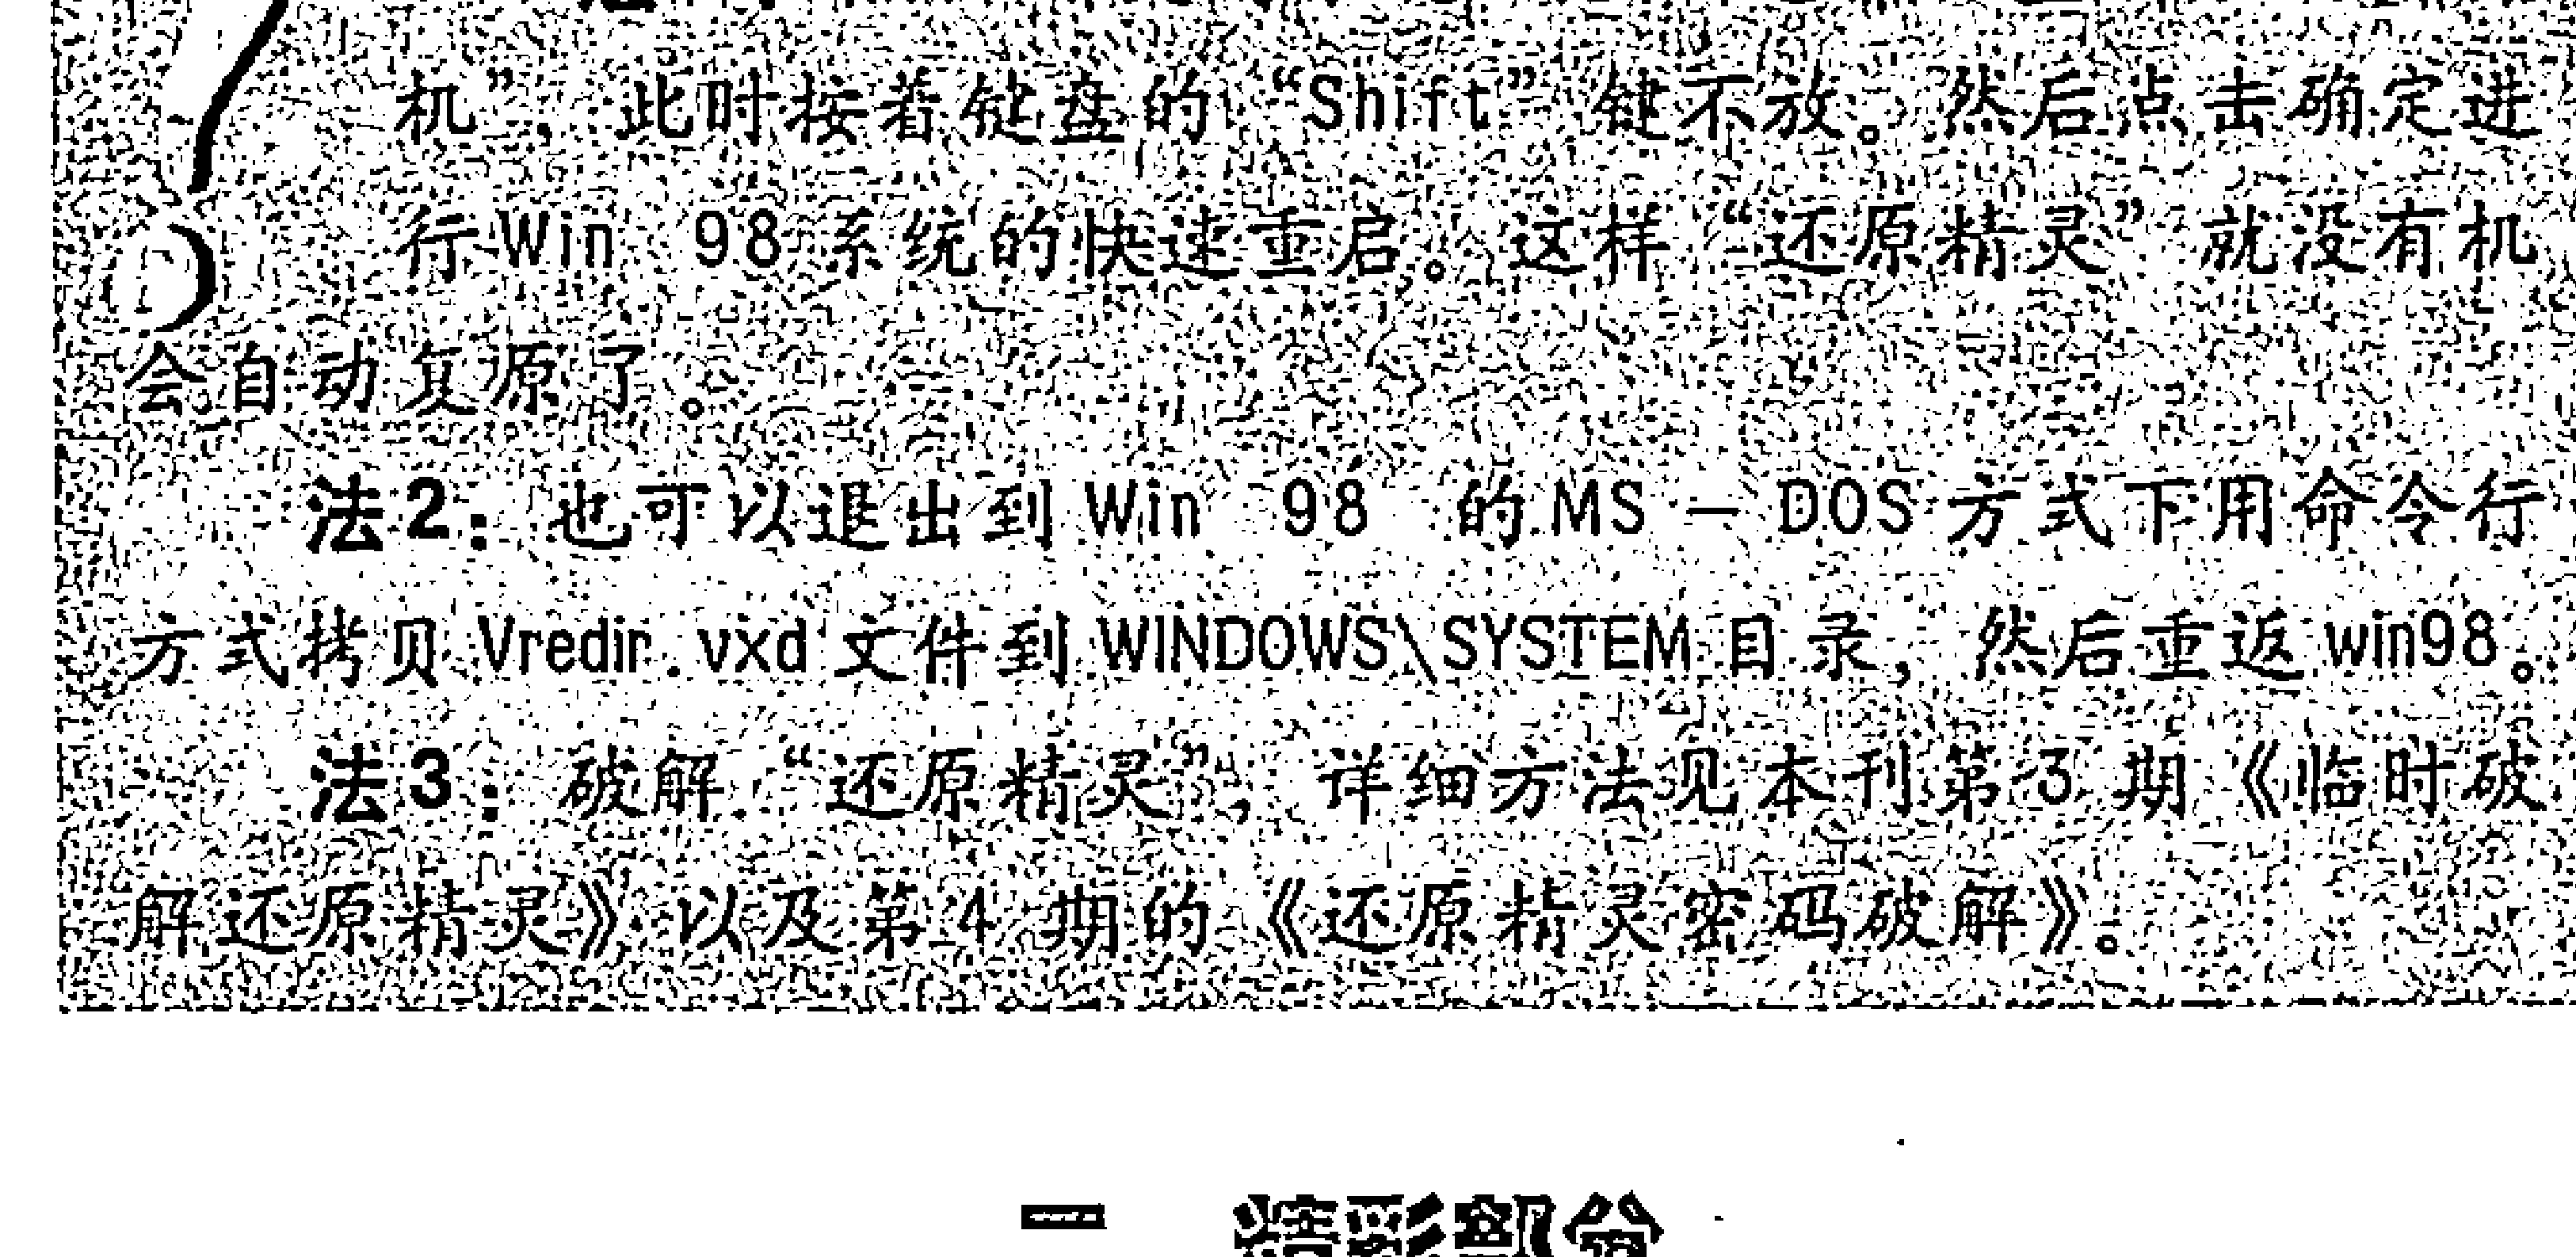 机”，此时按着键盘的“Shift”键不放。然后点击确定进
行Win 98系统的快速重启。这样“还原精灵”就没有机
会自动复源了。
法2：也可以退出到Win 98 的MS－DOS方式下用命令行
方式拷贝Vredir.vxd文件到WINDOWS\SYSTEM目录，然后重返win98。
法3：破解“还原精灵”，详细方法见本刊第3期《临时破
解还原精灵》以及第4期的《还原精灵密码破解》。